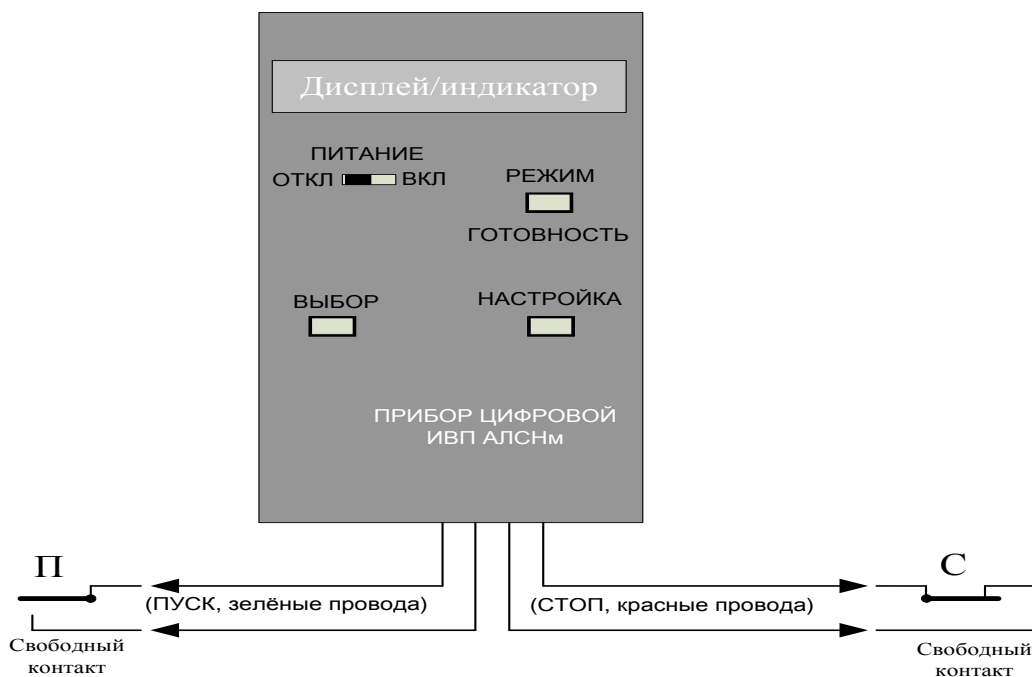 Дисплей/индикатор
ПИТАНИЕ
ОТКЛ ВКЛ
РЕЖИМ
ГОТОВНОСТЬ
ВЫБОР
НАСТРОЙКА
ПРИБОР ЦИФРОВОЙ
ИВП АЛСНм
П
С
(ПУСК, зелёные провода)
(СТОП, красные провода)
Свободный
контакт
Свободный
контакт